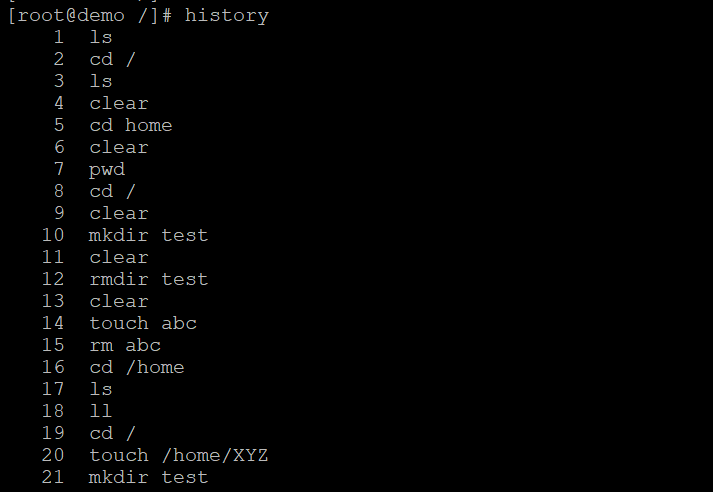 [root@demo /]# history
1 ls
2 cd /
3 ls
4 clear
5 cd home
6 clear
7 pwd
8 cd /
9 clear
10 mkdir test
11 clear
12 rmdir test
13 clear
14 touch abc
15 rm abc
16 cd /home
17 ls
18 ll
19 cd /
20 touch /home/XYZ
21 mkdir test